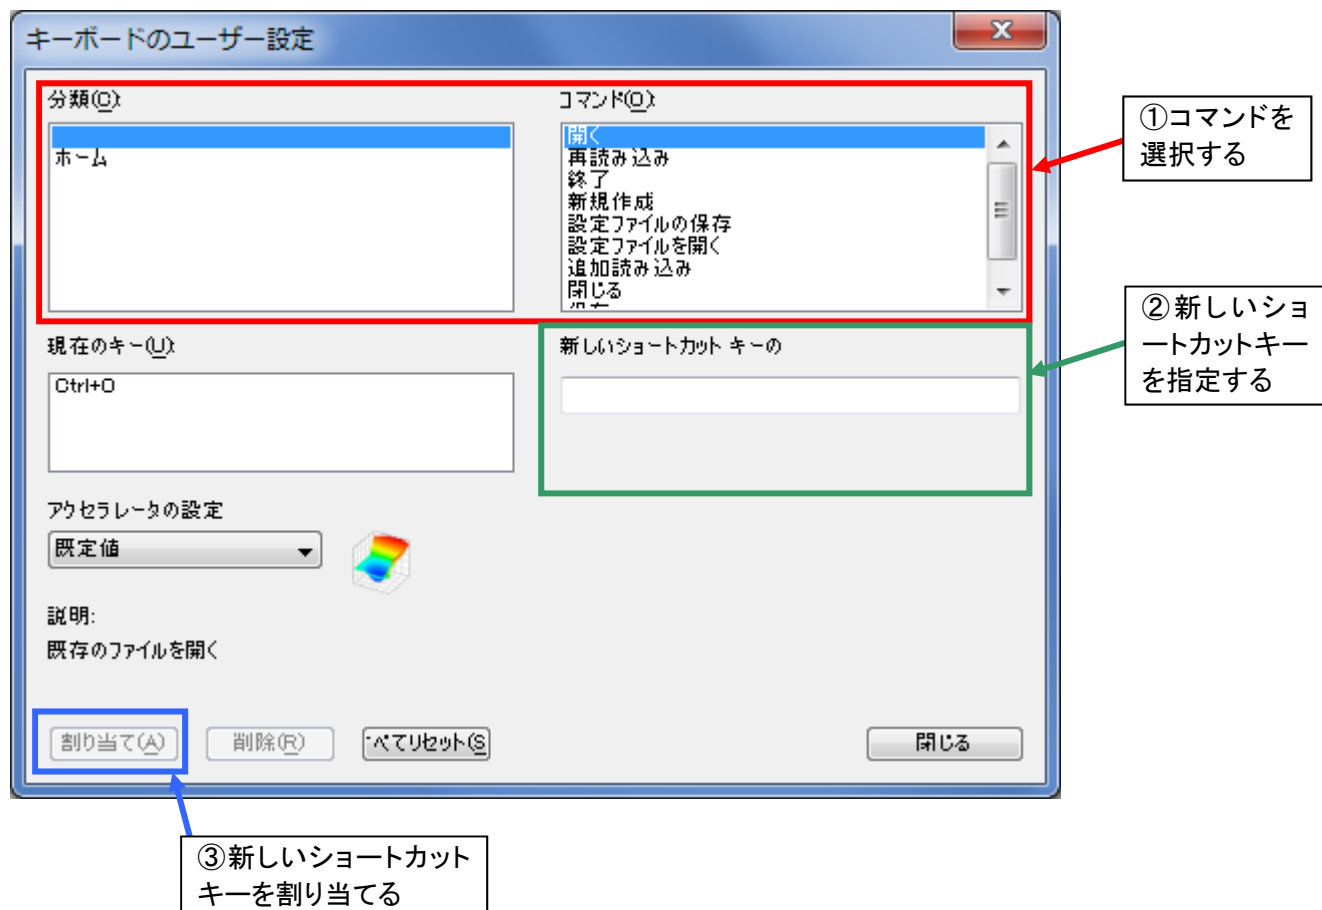 キーボードのユーザー設定
分類(C):
コマンド(O):
ホーム
開く
再読み込み
終了
新規作成
設定ファイルの保存
設定ファイルを開く
追加読み込み
閉じる
①コマンドを
選択する
現在のキー(U):
新しいショートカット キーの
Ctrl+O
②新しいショ
ートカットキー
を指定する
アクセラレータの設定
既定値
説明:
既存のファイルを開く
割り当て(A)
削除(R)
べてリセット(S
閉じる
③新しいショートカット
キーを割り当てる